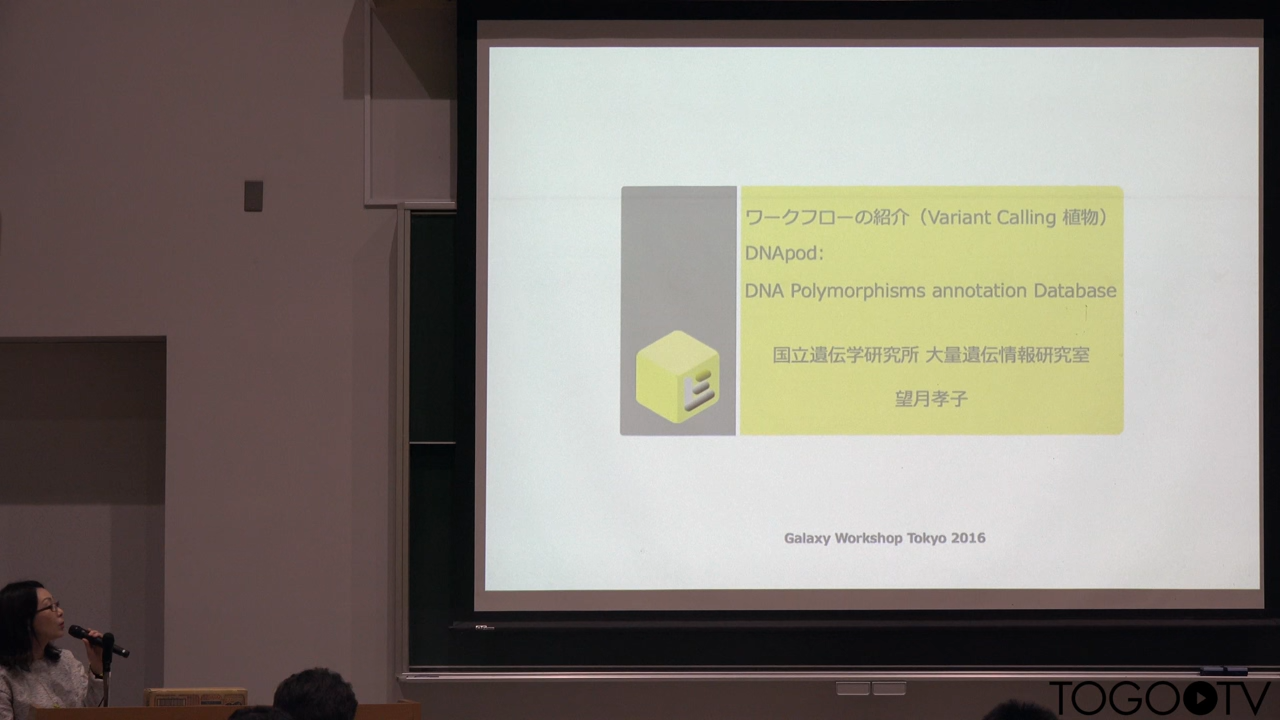 ワークフローの紹介（Variant Calling 植物）
DNApod:
DNA Polymorphisms annotation Database
国立遺伝学研究所 大量遺伝情報研究室
望月孝子
Galaxy Workshop Tokyo 2016
TOGOTV